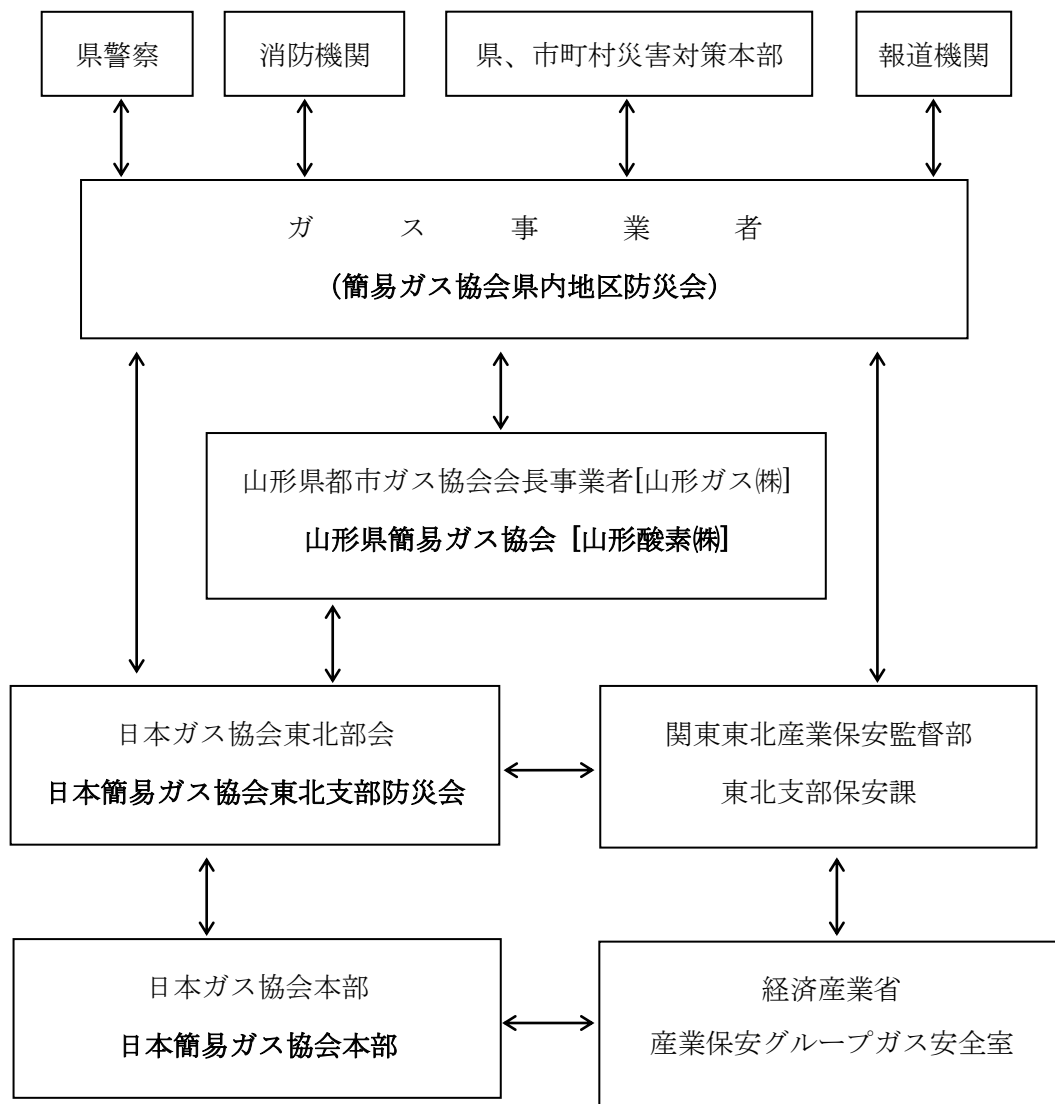 県警察
消防機関
県、市町村災害対策本部
報道機関
ガス事業者
(簡易ガス協会県内地区防災会)
山形県都市ガス協会会長事業者[山形ガス㈱]
山形県簡易ガス協会 [山形酸素㈱]
日本ガス協会東北部会
日本簡易ガス協会東北支部防災会
関東東北産業保安監督部
東北支部保安課
日本ガス協会本部
日本簡易ガス協会本部
経済産業省
産業保安グループガス安全室